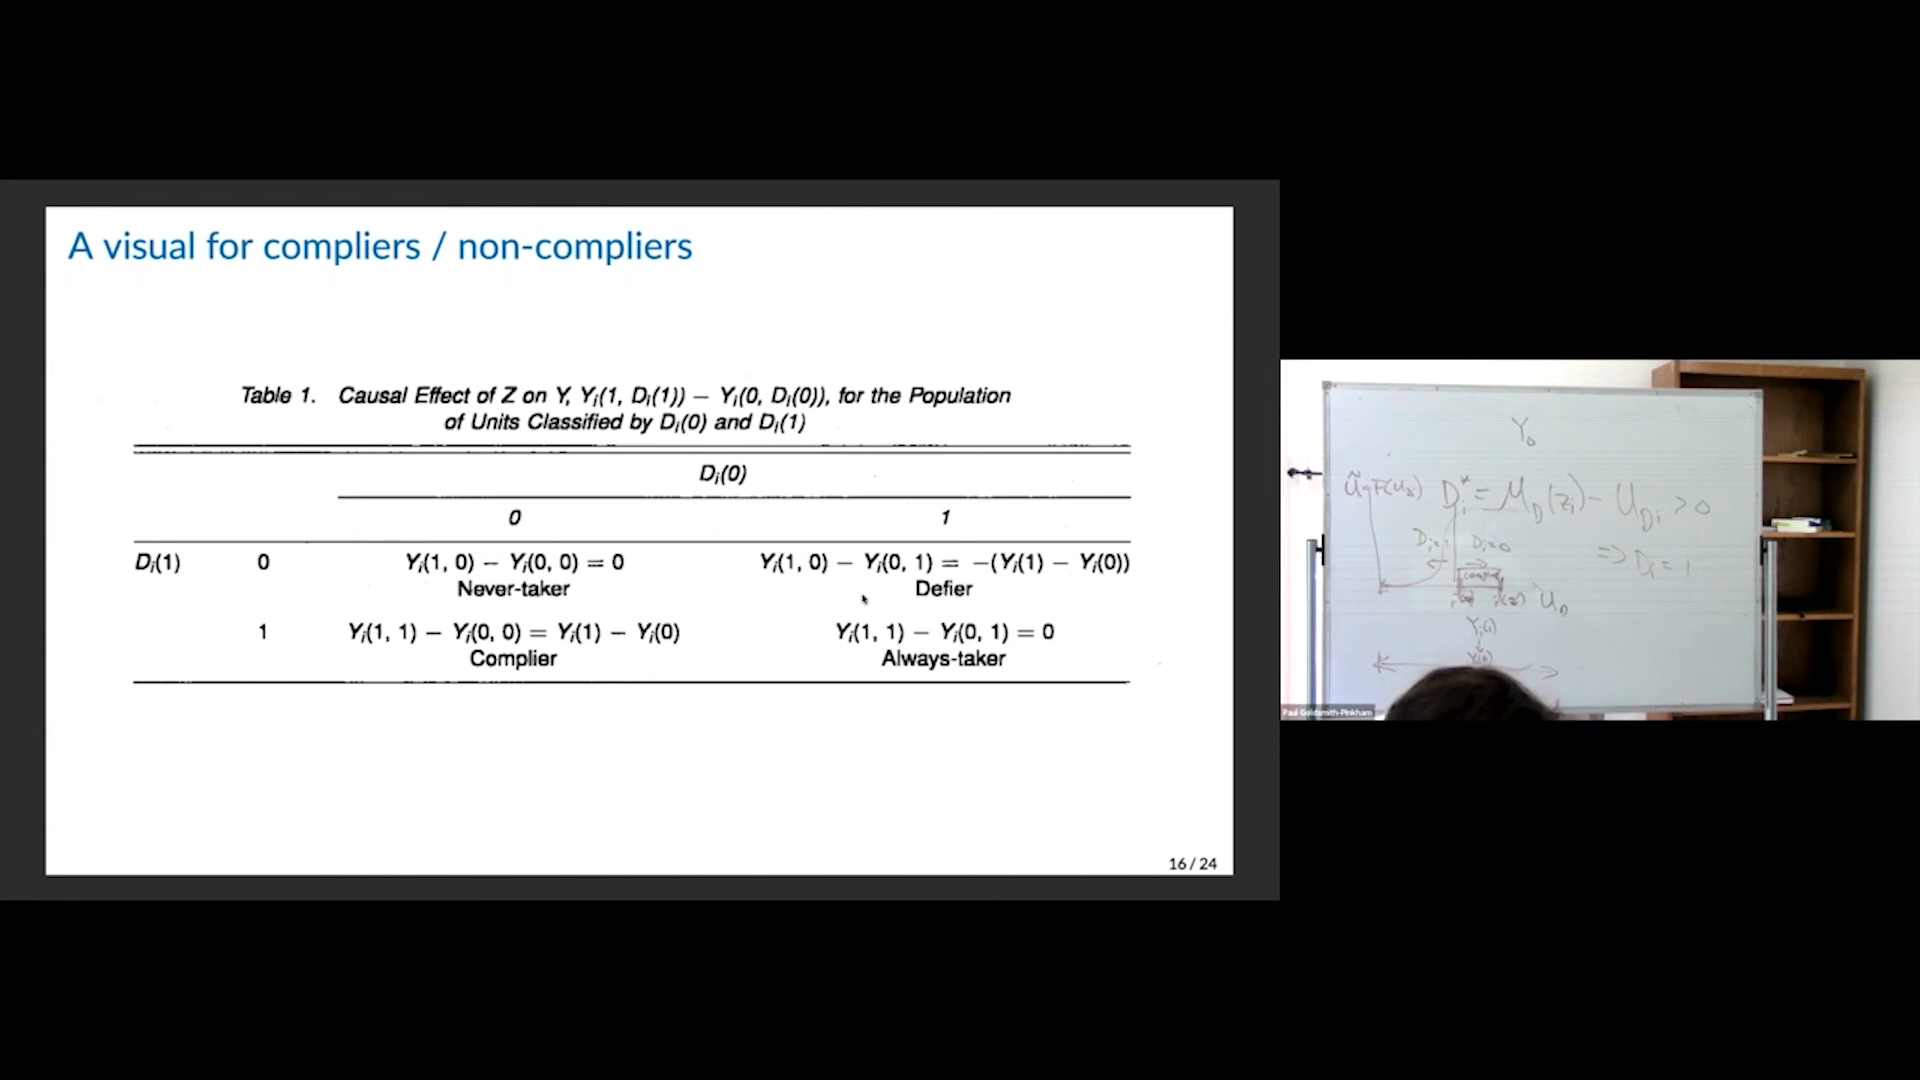 A visual for compliers / non-compliers
Table 1. Causal Effect of Z on Y, Yᵢ(1, Dᵢ(1)) − Yᵢ(0, Dᵢ(0)), for the Population
of Units Classified by Dᵢ(0) and Dᵢ(1)
Dᵢ(0)
0 1
Dᵢ(1) 0 Yᵢ(1, 0) − Yᵢ(0, 0) = 0 Yᵢ(1, 0) − Yᵢ(0, 1) = −(Yᵢ(1) − Yᵢ(0))
Never-taker Defier
1 Yᵢ(1, 1) − Yᵢ(0, 0) = Yᵢ(1) − Yᵢ(0) Yᵢ(1, 1) − Yᵢ(0, 1) = 0
Complier Always-taker
16 / 24
Y₀
Dᵢ* = M_D(zᵢ) − U_Dᵢ > 0
Dᵢ=1 Dᵢ=0
⇒ Dᵢ = 1
U_D
Yᵢ(1)
Paul Goldsmith-Pinkham